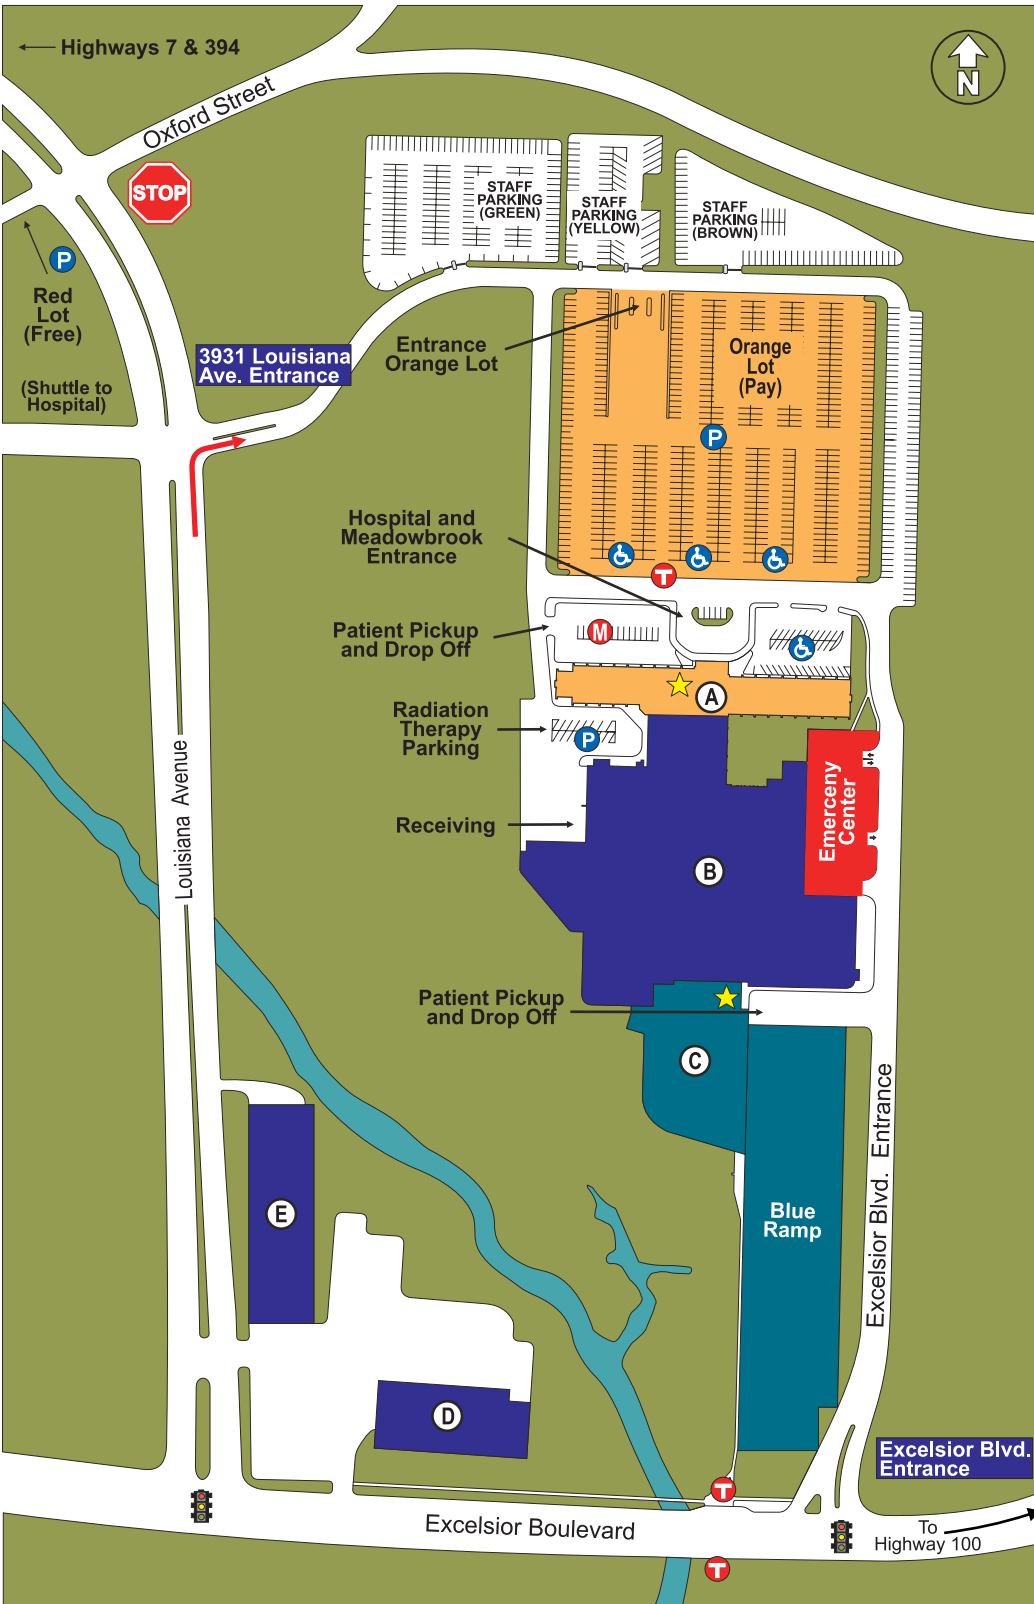 Highways 7 & 394
N
Oxford Street
STOP
STAFF
PARKING
(GREEN)
STAFF
PARKING
(YELLOW)
STAFF
PARKING
(BROWN)
P
Red
Lot
(Free)
(Shuttle to
Hospital)
3931 Louisiana
Ave. Entrance
Entrance
Orange Lot
Orange
Lot
(Pay)
P
Hospital and
Meadowbrook
Entrance
T
Patient Pickup
and Drop Off
M
A
Radiation
Therapy
Parking
P
Emerceny
Center
Receiving
B
Louisiana Avenue
Patient Pickup
and Drop Off
C
Excelsior Blvd. Entrance
E
Blue
Ramp
D
Excelsior Blvd.
Entrance
T
Excelsior Boulevard
To
Highway 100
T